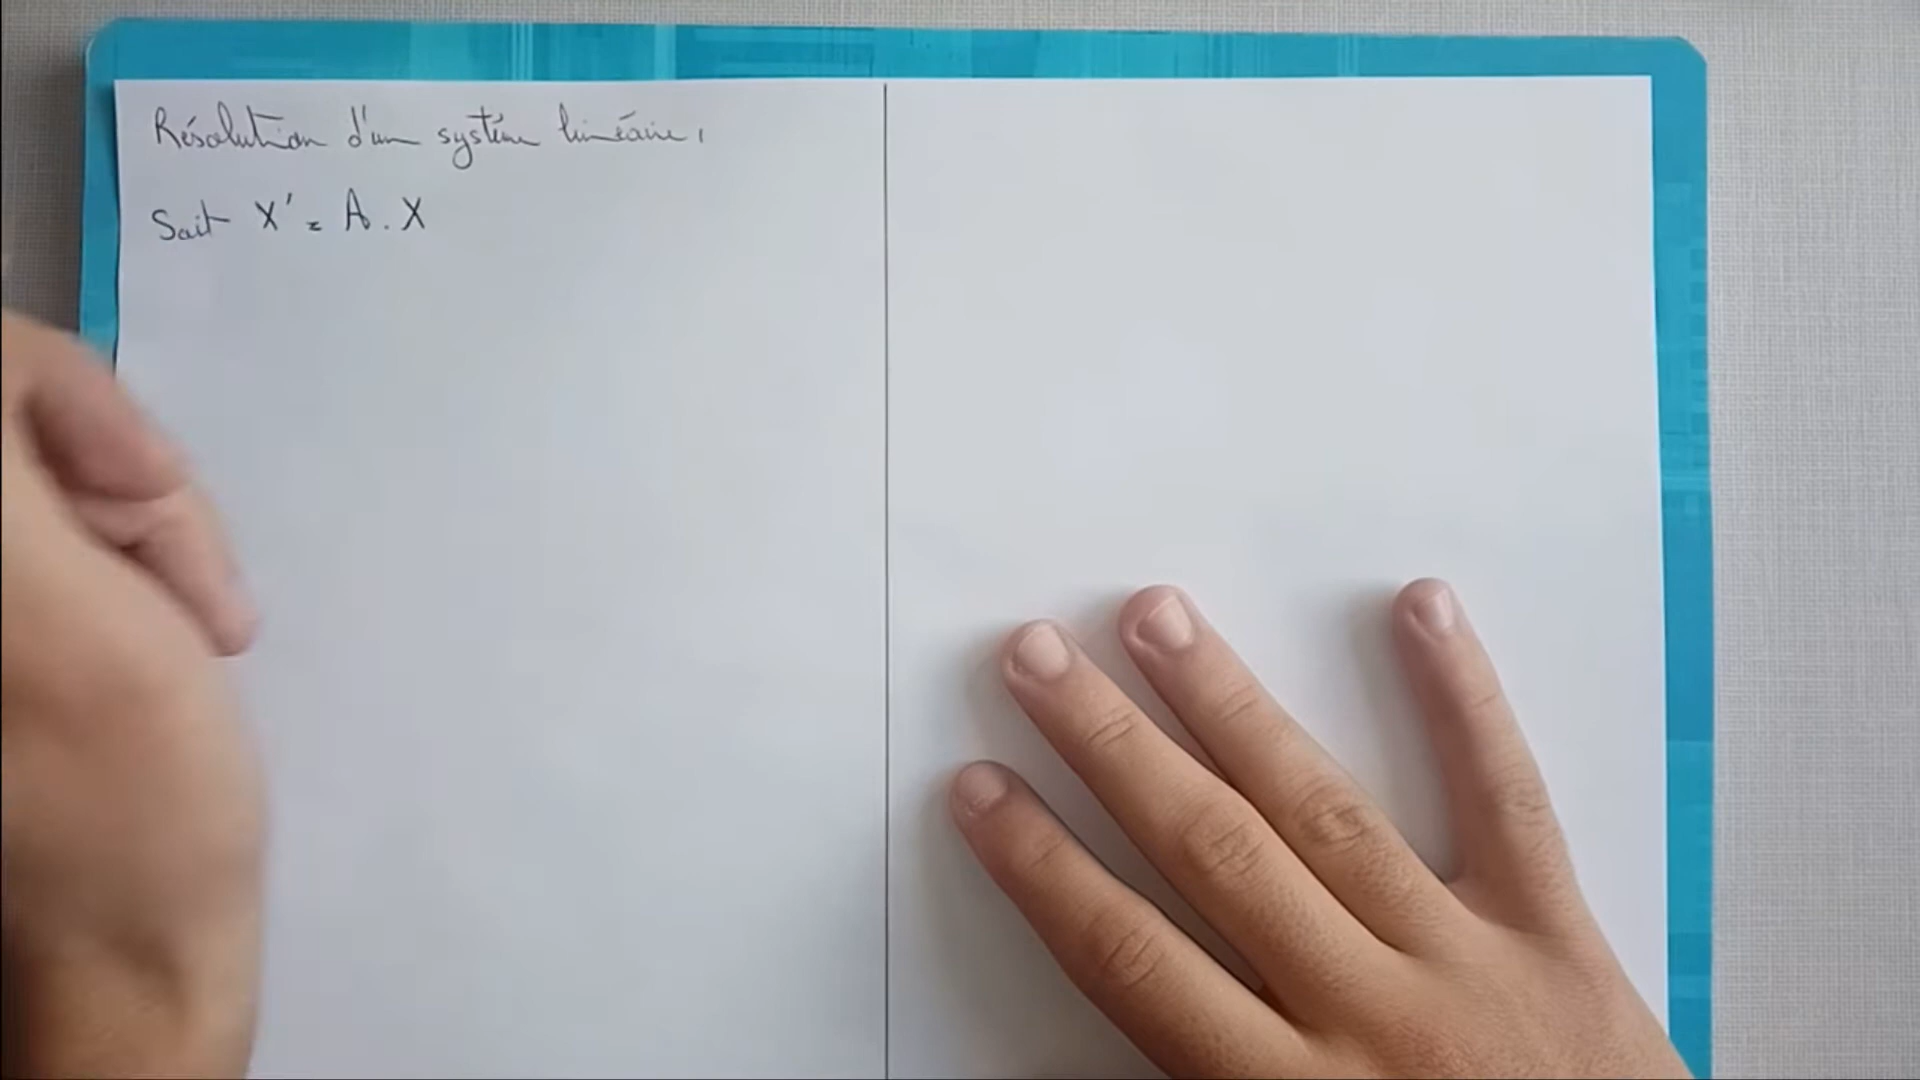 Résolution d'un système linéaire,
Soit X' = A . X